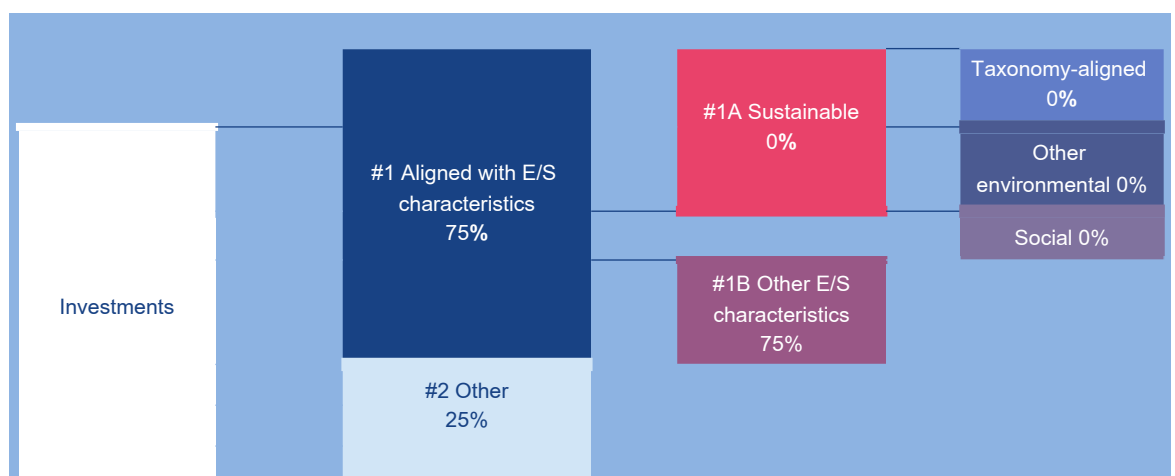 Investments
#1 Aligned with E/S
characteristics
75%
#2 Other
25%
#1A Sustainable
0%
#1B Other E/S
characteristics
75%
Taxonomy-aligned
0%
Other
environmental 0%
Social 0%